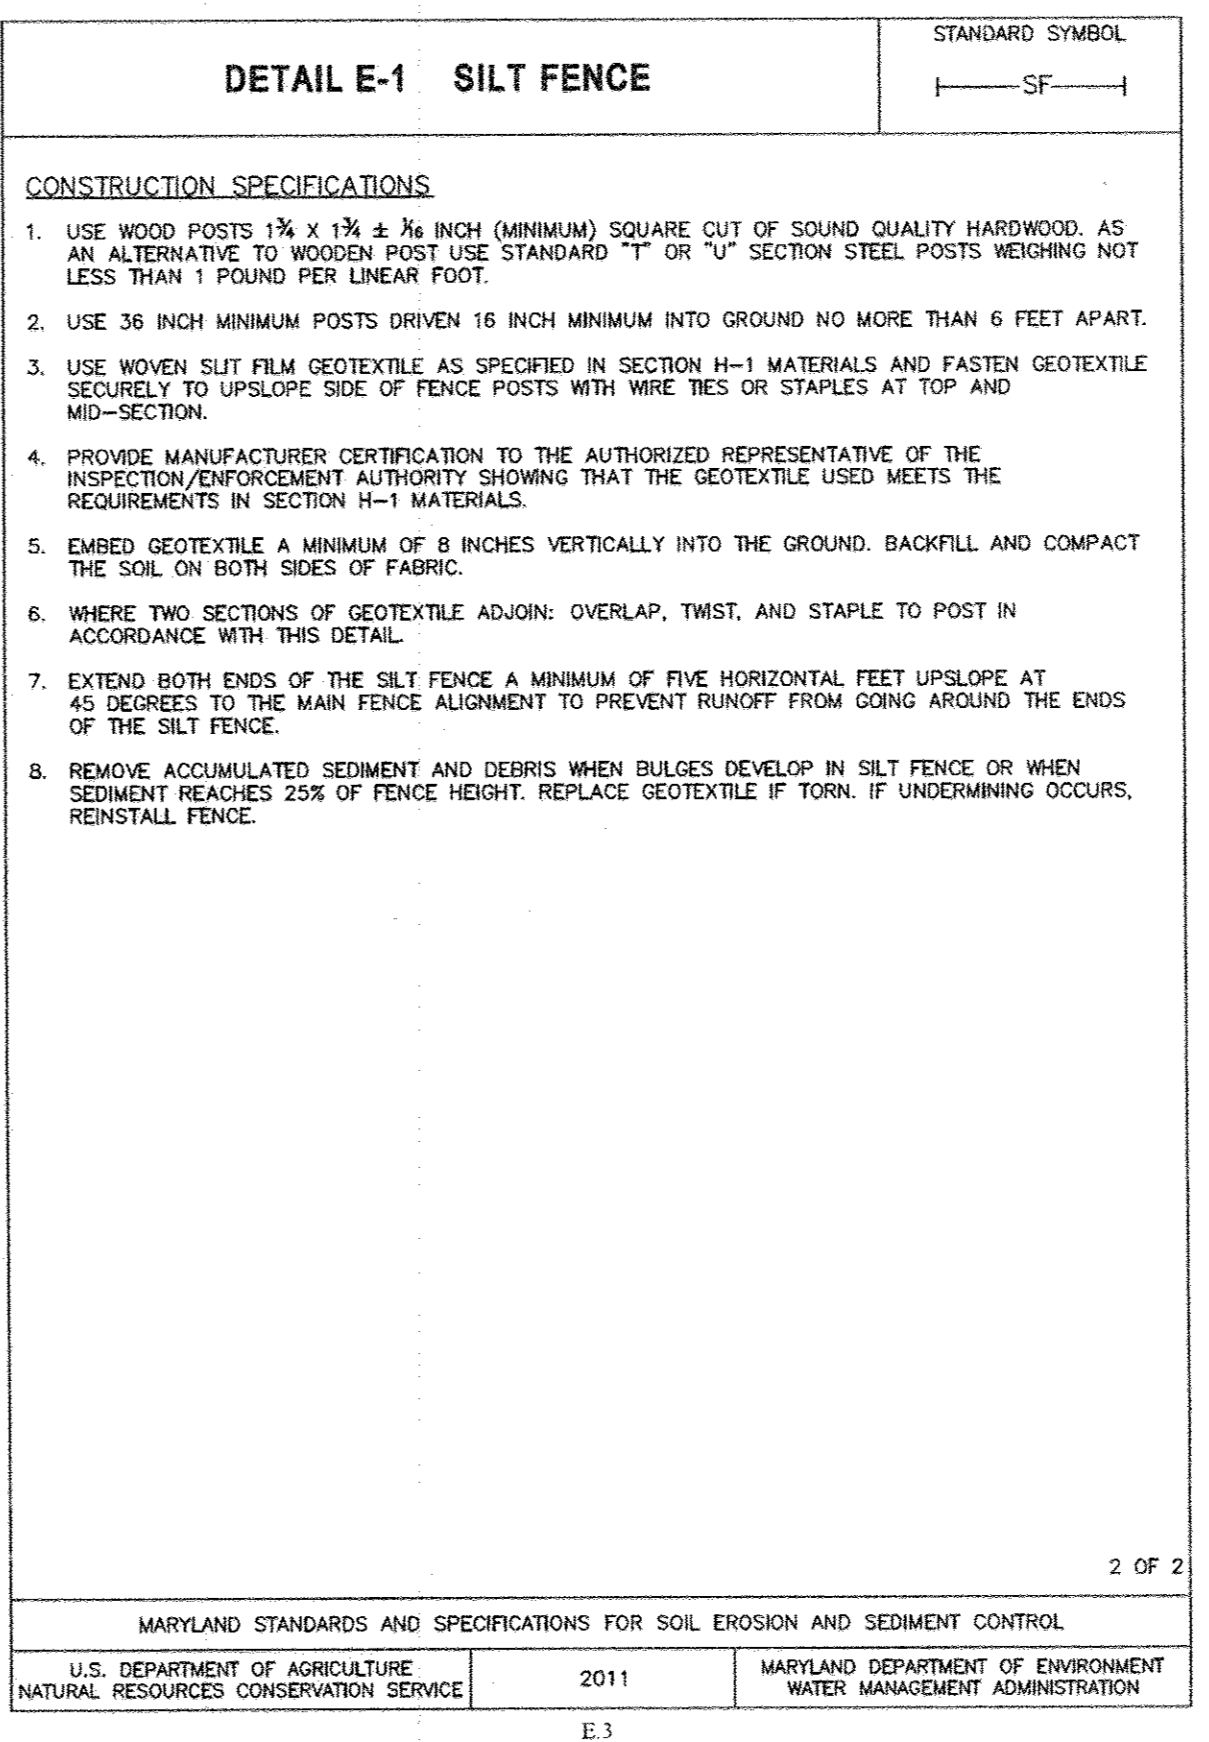 STANDARD SYMBOL
DETAIL E-1 SILT FENCE
SF
CONSTRUCTION SPECIFICATIONS
1. USE WOOD POSTS 1¾ X 1¾ ± 1⁄16 INCH (MINIMUM) SQUARE CUT OF SOUND QUALITY HARDWOOD. AS
AN ALTERNATIVE TO WOODEN POST USE STANDARD "T" OR "U" SECTION STEEL POSTS WEIGHING NOT
LESS THAN 1 POUND PER LINEAR FOOT.
2. USE 36 INCH MINIMUM POSTS DRIVEN 16 INCH MINIMUM INTO GROUND NO MORE THAN 6 FEET APART.
3. USE WOVEN SLIT FILM GEOTEXTILE AS SPECIFIED IN SECTION H-1 MATERIALS AND FASTEN GEOTEXTILE
SECURELY TO UPSLOPE SIDE OF FENCE POSTS WITH WIRE TIES OR STAPLES AT TOP AND
MID-SECTION.
4. PROVIDE MANUFACTURER CERTIFICATION TO THE AUTHORIZED REPRESENTATIVE OF THE
INSPECTION/ENFORCEMENT AUTHORITY SHOWING THAT THE GEOTEXTILE USED MEETS THE
REQUIREMENTS IN SECTION H-1 MATERIALS.
5. EMBED GEOTEXTILE A MINIMUM OF 8 INCHES VERTICALLY INTO THE GROUND. BACKFILL AND COMPACT
THE SOIL ON BOTH SIDES OF FABRIC.
6. WHERE TWO SECTIONS OF GEOTEXTILE ADJOIN: OVERLAP, TWIST, AND STAPLE TO POST IN
ACCORDANCE WITH THIS DETAIL.
7. EXTEND BOTH ENDS OF THE SILT FENCE A MINIMUM OF FIVE HORIZONTAL FEET UPSLOPE AT
45 DEGREES TO THE MAIN FENCE ALIGNMENT TO PREVENT RUNOFF FROM GOING AROUND THE ENDS
OF THE SILT FENCE.
8. REMOVE ACCUMULATED SEDIMENT AND DEBRIS WHEN BULGES DEVELOP IN SILT FENCE OR WHEN
SEDIMENT REACHES 25% OF FENCE HEIGHT. REPLACE GEOTEXTILE IF TORN. IF UNDERMINING OCCURS,
REINSTALL FENCE.
2 OF 2
MARYLAND STANDARDS AND SPECIFICATIONS FOR SOIL EROSION AND SEDIMENT CONTROL
U.S. DEPARTMENT OF AGRICULTURE
NATURAL RESOURCES CONSERVATION SERVICE
2011
MARYLAND DEPARTMENT OF ENVIRONMENT
WATER MANAGEMENT ADMINISTRATION
E.3